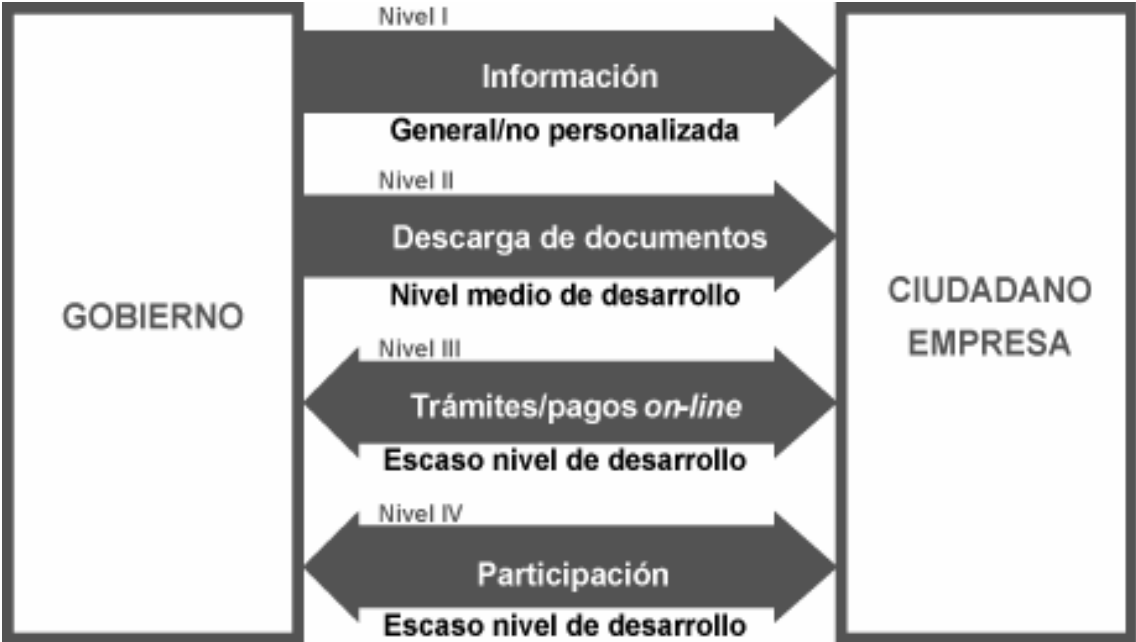 GOBIERNO
Nivel I
Información
General/no personalizada
Nivel II
Descarga de documentos
Nivel medio de desarrollo
Nivel III
Trámites/pagos on-line
Escaso nivel de desarrollo
Nivel IV
Participación
Escaso nivel de desarrollo
CIUDADANO
EMPRESA